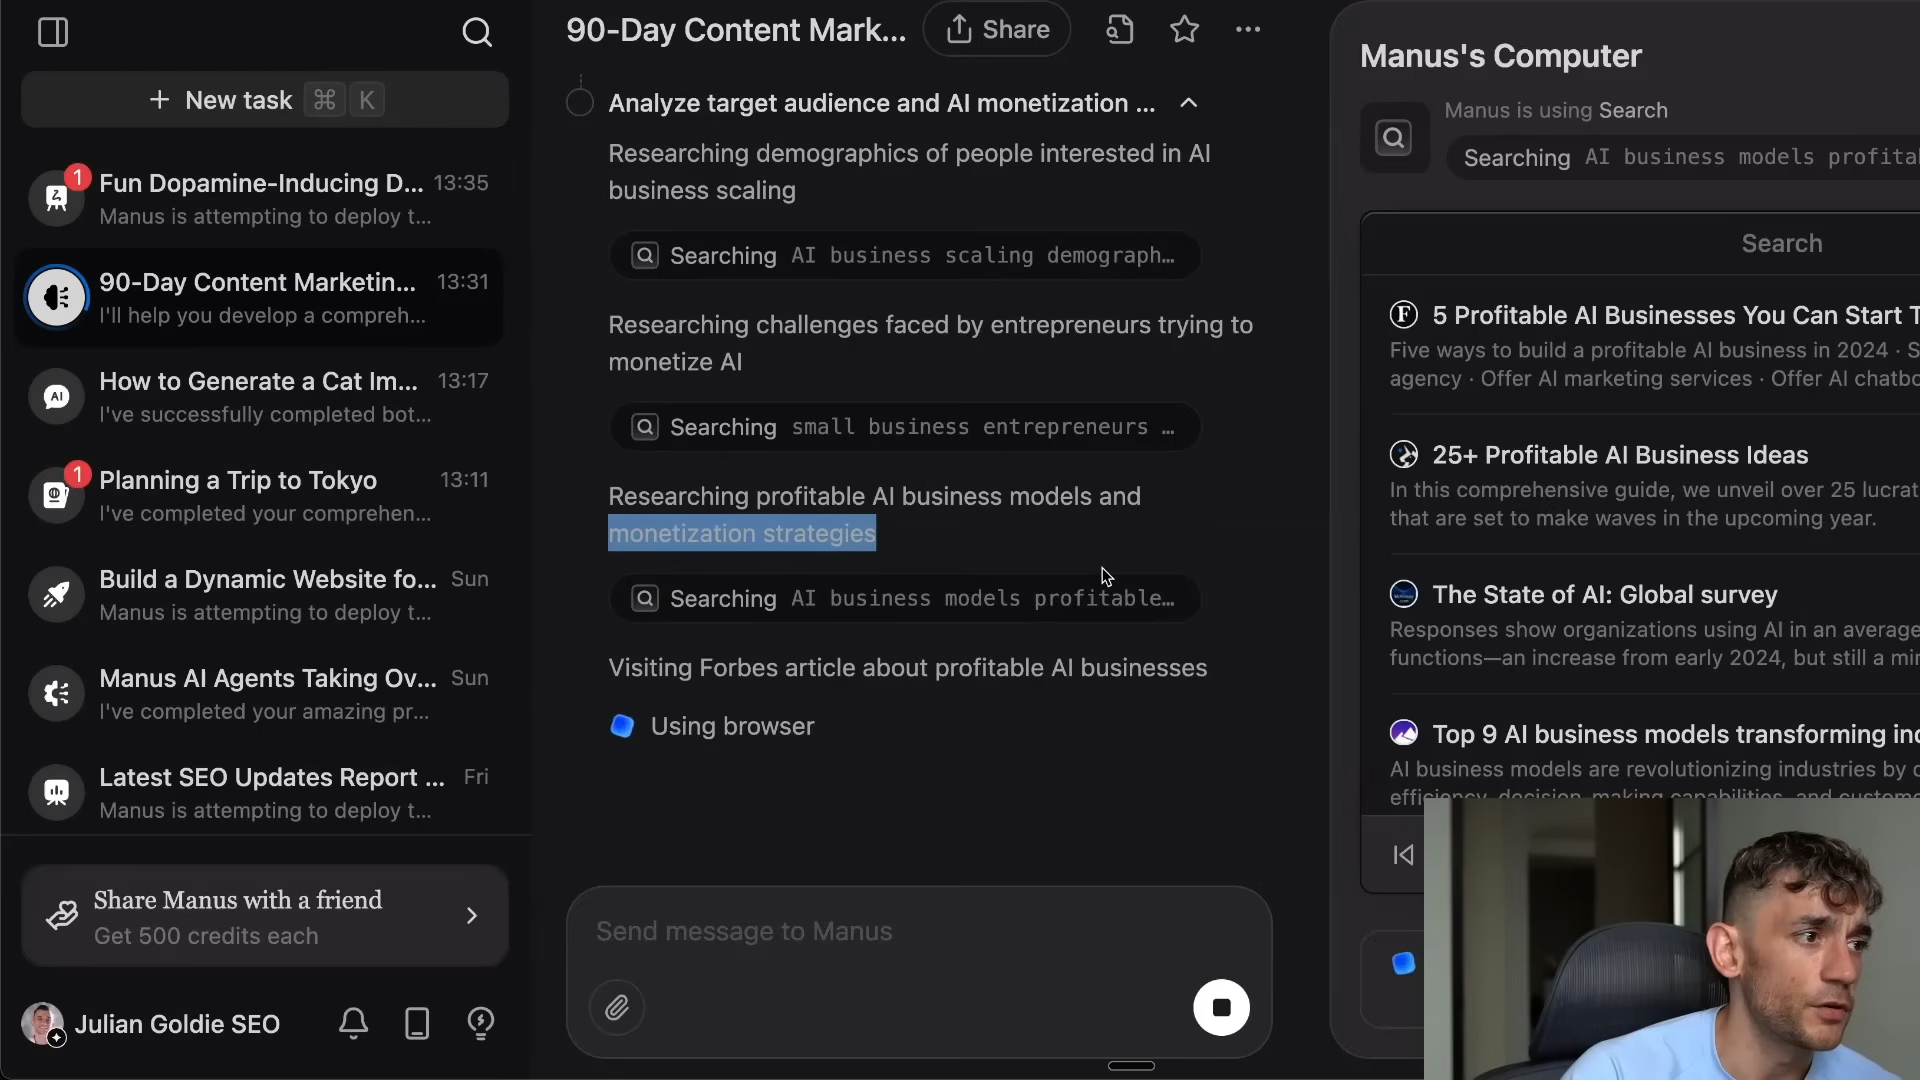 New task ⌘ K
1
Fun Dopamine-Inducing D... 13:35
Manus is attempting to deploy t...
90-Day Content Marketin... 13:31
I'll help you develop a compreh...
AI
How to Generate a Cat Im... 13:17
I've successfully completed bot...
1
Planning a Trip to Tokyo 13:11
I've completed your comprehen...
Build a Dynamic Website fo... Sun
Manus is attempting to deploy t...
Manus AI Agents Taking Ov... Sun
I've completed your amazing pr...
Latest SEO Updates Report ... Fri
Manus is attempting to deploy t...
Share Manus with a friend
Get 500 credits each
Julian Goldie SEO
90-Day Content Mark... Share
Analyze target audience and AI monetization ...
Researching demographics of people interested in AI
business scaling
Searching AI business scaling demograph...
Researching challenges faced by entrepreneurs trying to
monetize AI
Searching small business entrepreneurs ...
Researching profitable AI business models and
monetization strategies
Searching AI business models profitable...
Visiting Forbes article about profitable AI businesses
Using browser
Send message to Manus
Manus's Computer
Manus is using Search
Searching AI business models profita
Search
F
5 Profitable AI Businesses You Can Start T
Five ways to build a profitable AI business in 2024 · S
agency · Offer AI marketing services · Offer AI chatbo
25+ Profitable AI Business Ideas
In this comprehensive guide, we unveil over 25 lucrat
that are set to make waves in the upcoming year.
The State of AI: Global survey
Responses show organizations using AI in an average
functions—an increase from early 2024, but still a mi
Top 9 AI business models transforming in
AI business models are revolutionizing industries by
efficiency, decision-making capabilities, and custome